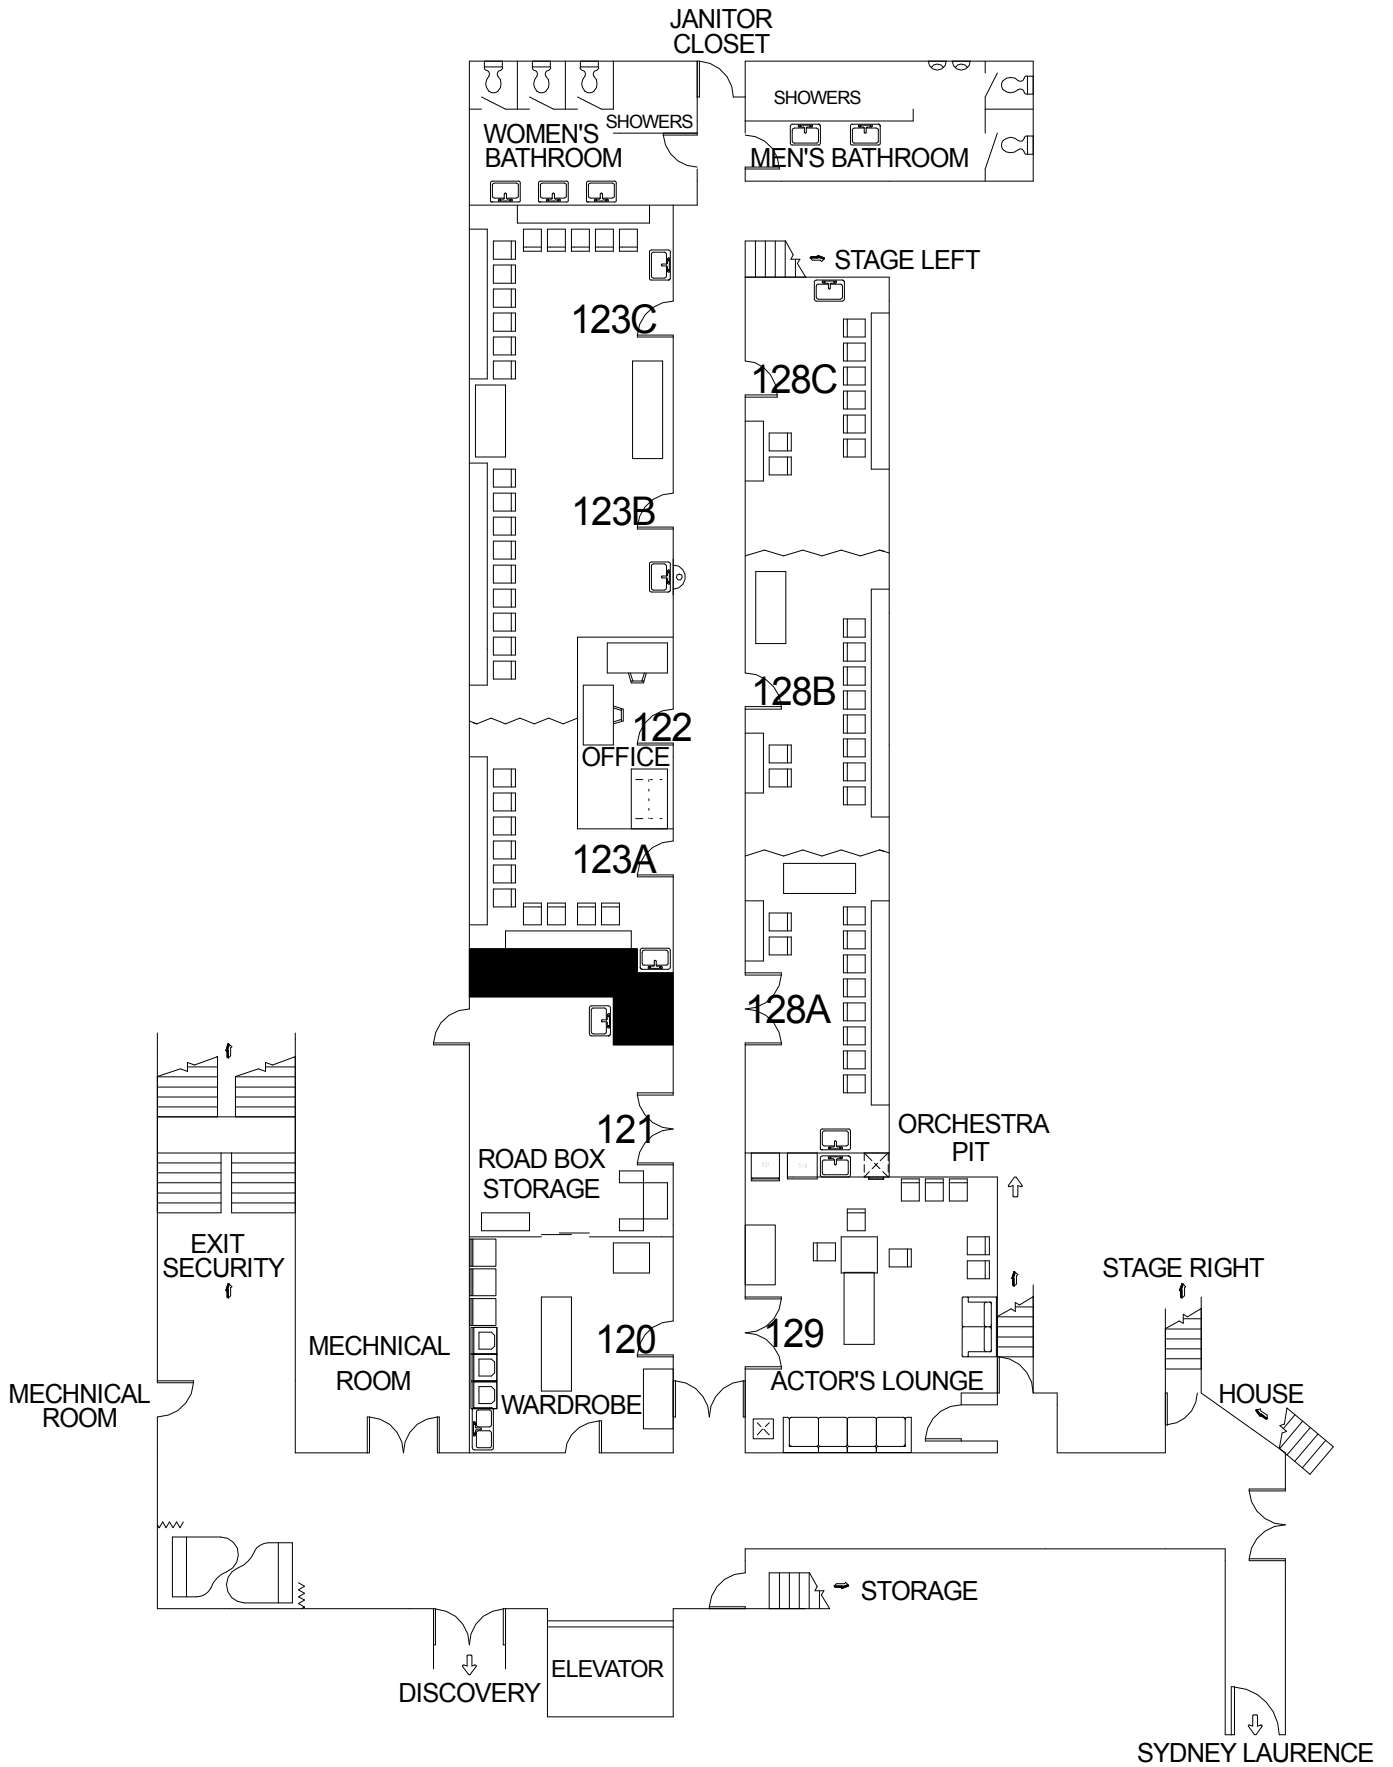 JANITOR
CLOSET
SHOWERS
SHOWERS
WOMEN'S
BATHROOM
MEN'S BATHROOM
STAGE LEFT
123C
128C
123B
128B
122
OFFICE
123A
128A
ORCHESTRA
PIT
121
ROAD BOX
STORAGE
EXIT
SECURITY
STAGE RIGHT
120
129
MECHNICAL
ROOM
ACTOR'S LOUNGE
HOUSE
MECHNICAL
ROOM
WARDROBE
STORAGE
ELEVATOR
DISCOVERY
SYDNEY LAURENCE